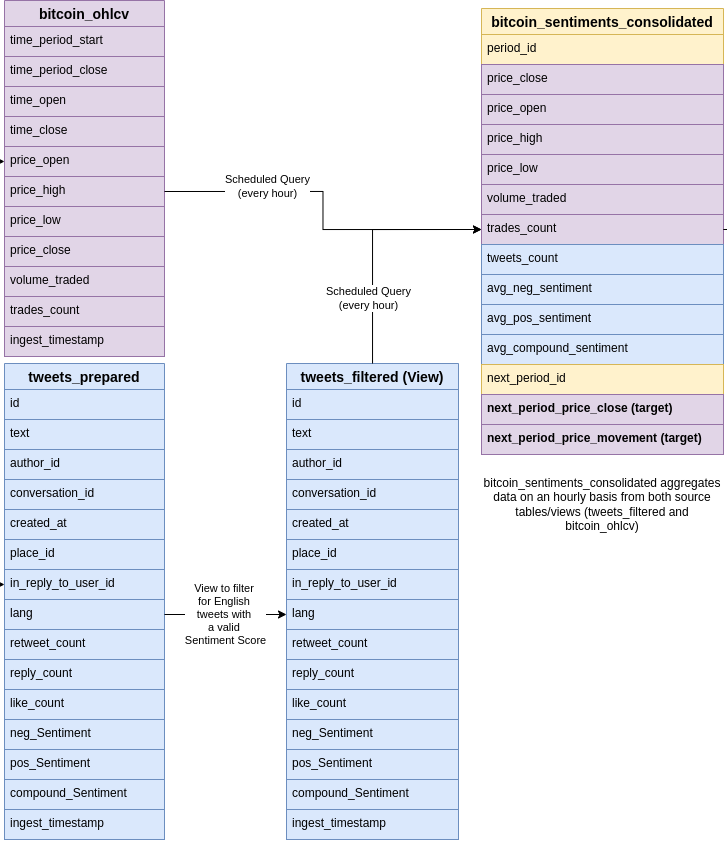 bitcoin_ohlcv
time_period_start
time_period_close
time_open
time_close
price_open
price_high
price_low
price_close
volume_traded
trades_count
ingest_timestamp
Scheduled Query
(every hour)
Scheduled Query
(every hour)
bitcoin_sentiments_consolidated
period_id
price_close
price_open
price_high
price_low
volume_traded
trades_count
tweets_count
avg_neg_sentiment
avg_pos_sentiment
avg_compound_sentiment
next_period_id
next_period_price_close (target)
next_period_price_movement (target)
bitcoin_sentiments_consolidated aggregates
data on an hourly basis from both source
tables/views (tweets_filtered and
bitcoin_ohlcv)
tweets_prepared
id
text
author_id
conversation_id
created_at
place_id
in_reply_to_user_id
lang
retweet_count
reply_count
like_count
neg_Sentiment
pos_Sentiment
compound_Sentiment
ingest_timestamp
View to filter
for English
tweets with
a valid
Sentiment Score
tweets_filtered (View)
id
text
author_id
conversation_id
created_at
place_id
in_reply_to_user_id
lang
retweet_count
reply_count
like_count
neg_Sentiment
pos_Sentiment
compound_Sentiment
ingest_timestamp